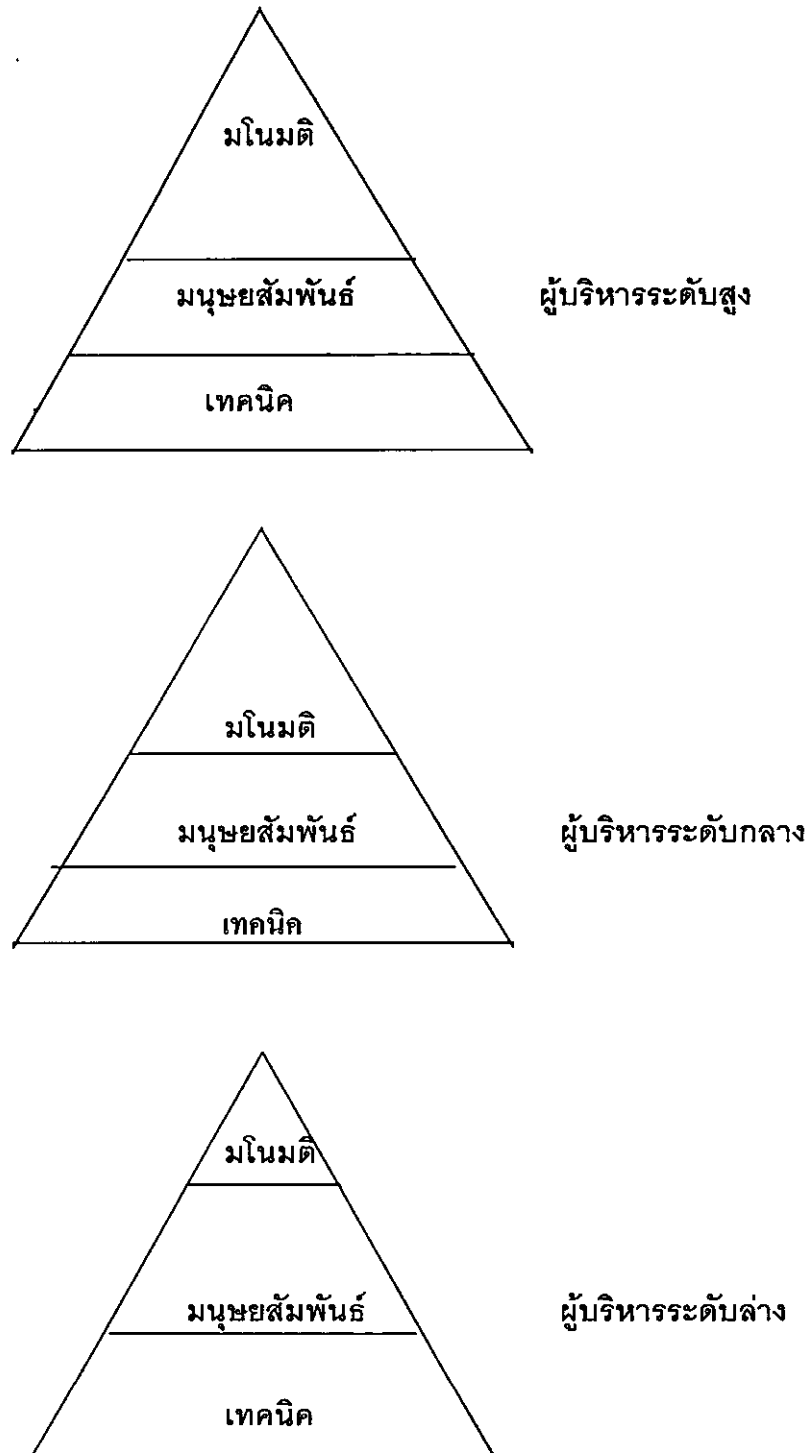 มโนมติ
มนุษยสัมพันธ์ ผู้บริหารระดับสูง
เทคนิค
มโนมติ
มนุษยสัมพันธ์ ผู้บริหารระดับกลาง
เทคนิค
มโนมติ
มนุษยสัมพันธ์ ผู้บริหารระดับล่าง
เทคนิค